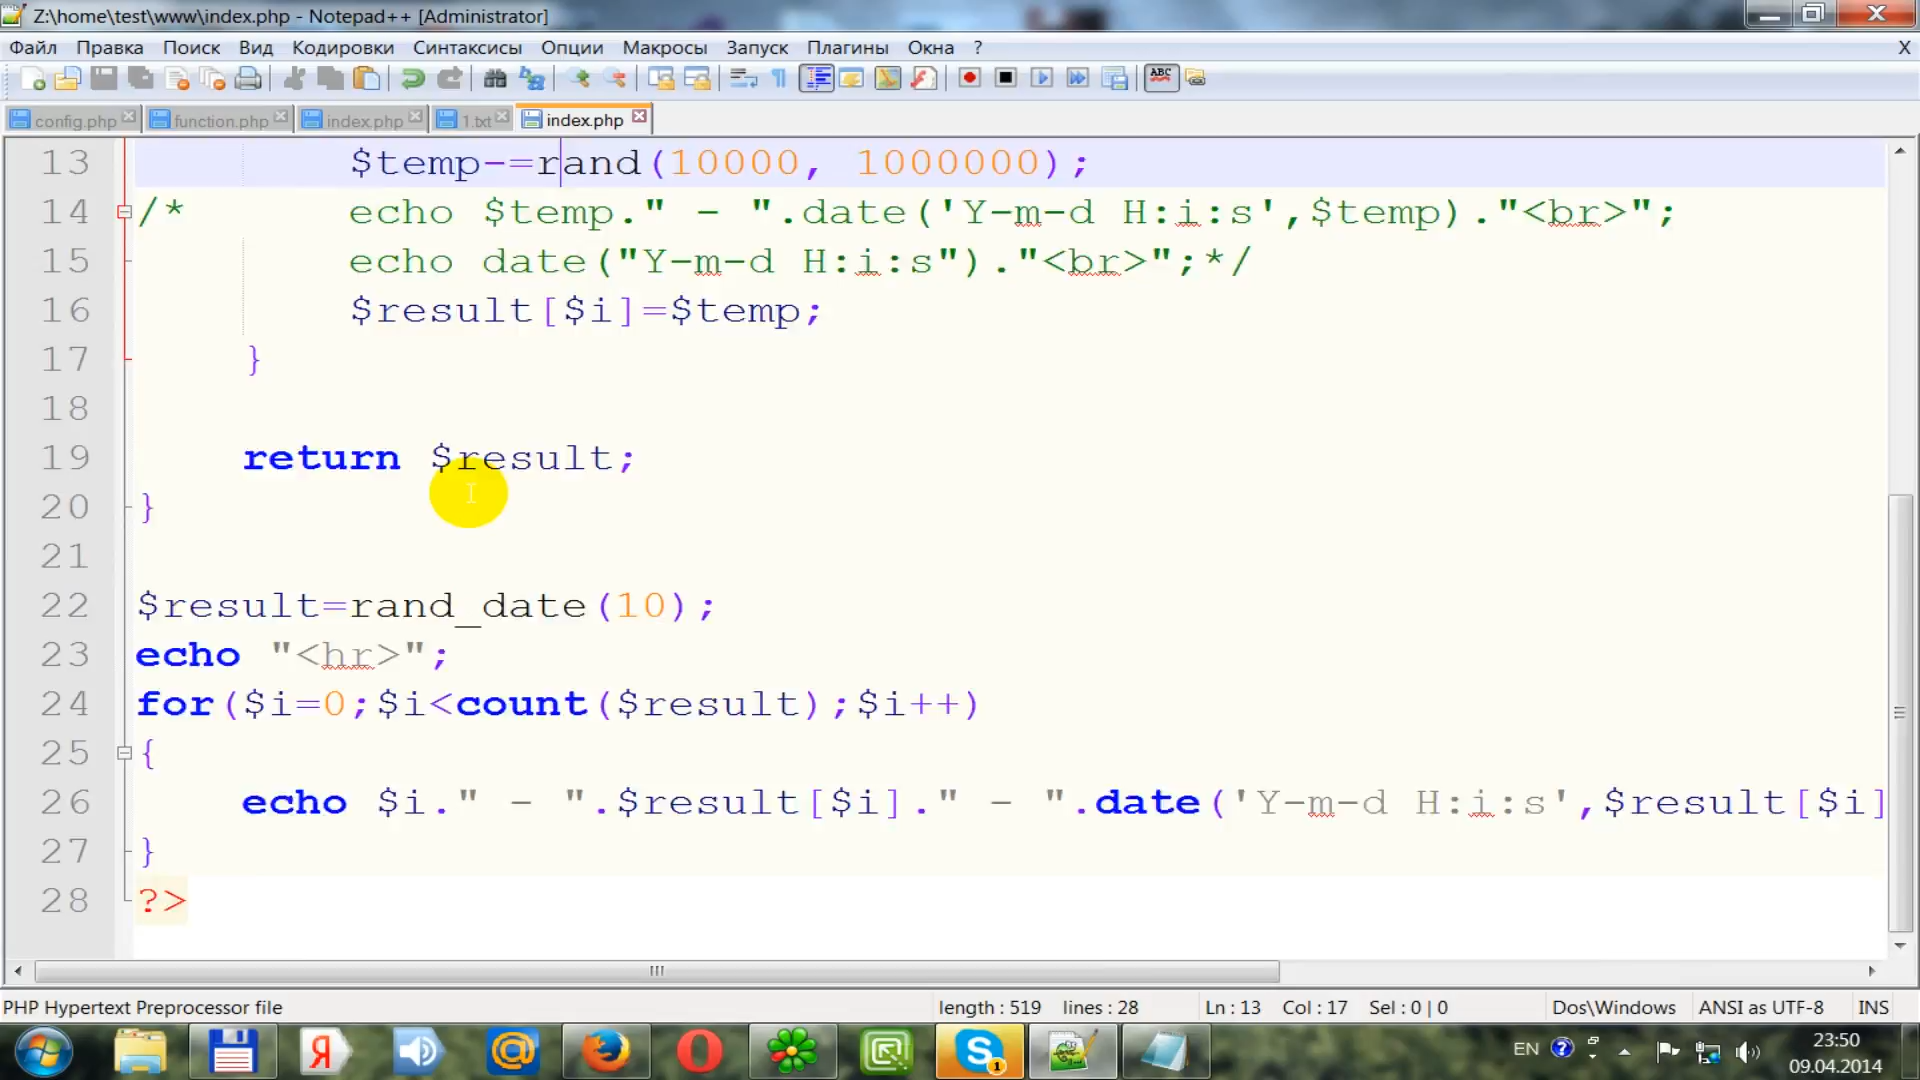 Z:\home\test\www\index.php - Notepad++ [Administrator]
Файл Правка Поиск Вид Кодировки Синтаксисы Опции Макросы Запуск Плагины Окна ? X
ABC
config.php function.php index.php 1.txt index.php
13 $temp-=rand(10000, 1000000);
14 /* echo $temp." - ".date('Y-m-d H:i:s',$temp)."<br>";
15 echo date("Y-m-d H:i:s")."<br>";*/
16 $result[$i]=$temp;
17 }
18
19 return $result;
20 }
21
22 $result=rand_date(10);
23 echo "<hr>";
24 for($i=0;$i<count($result);$i++)
25 {
26 echo $i." - ".$result[$i]." - ".date('Y-m-d H:i:s',$result[$i]
27 }
28 ?>
PHP Hypertext Preprocessor file length : 519 lines : 28 Ln : 13 Col : 17 Sel : 0 | 0 Dos\Windows ANSI as UTF-8 INS
Я @ S 1 EN ? 23:50
09.04.2014